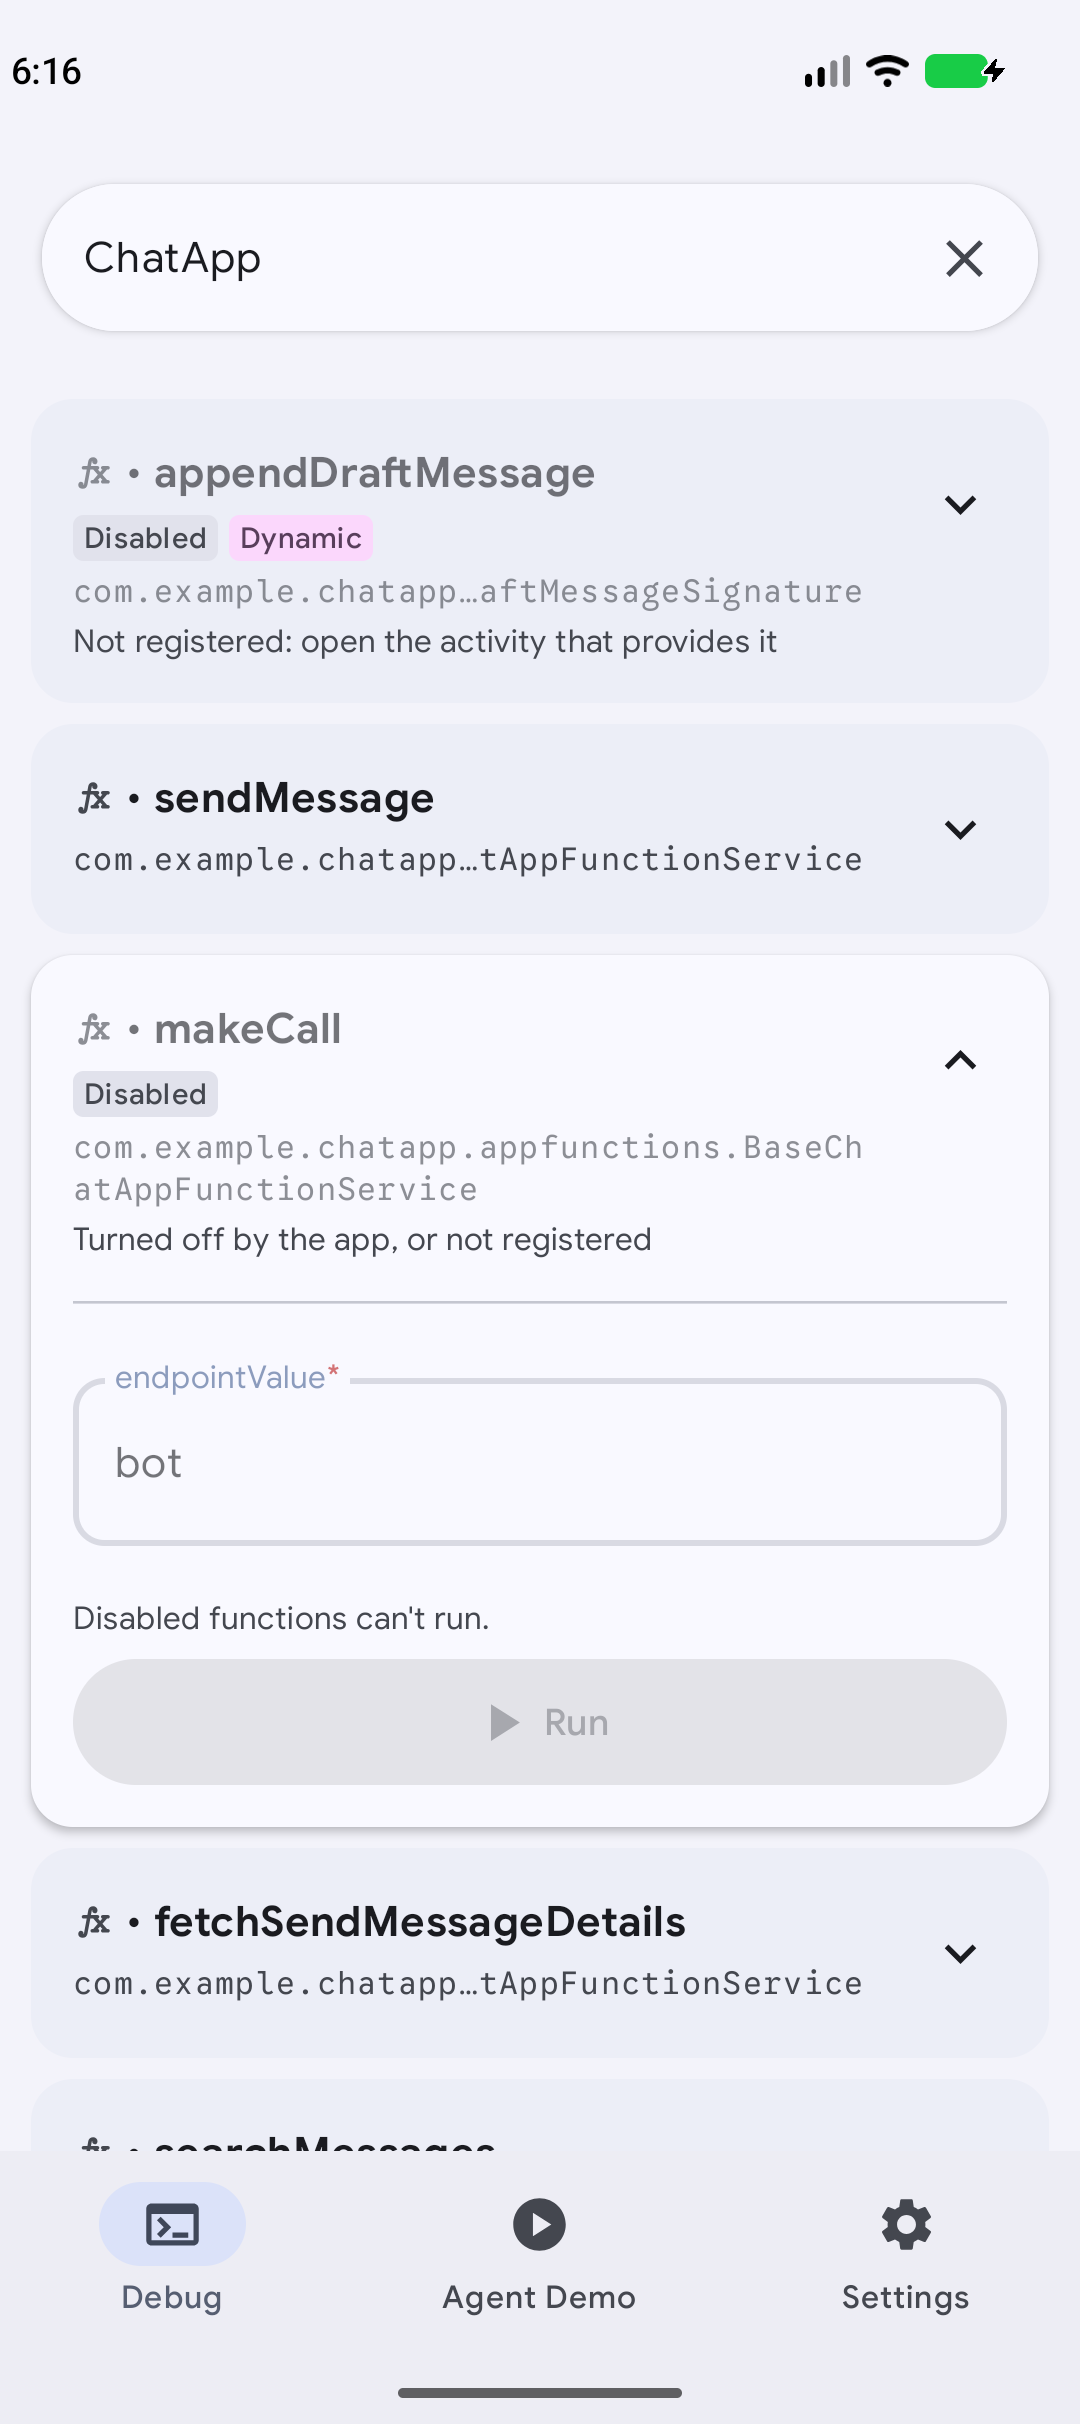 6:16
ChatApp
fx • appendDraftMessage
Disabled Dynamic
com.example.chatapp…aftMessageSignature
Not registered: open the activity that provides it
fx • sendMessage
com.example.chatapp…tAppFunctionService
fx • makeCall
Disabled
com.example.chatapp.appfunctions.BaseCh
atAppFunctionService
Turned off by the app, or not registered
endpointValue*
bot
Disabled functions can't run.
Run
fx • fetchSendMessageDetails
com.example.chatapp…tAppFunctionService
fx • searchMessages
Debug
Agent Demo
Settings